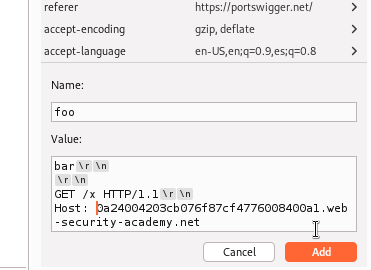 referer https://portswigger.net/
accept-encoding gzip, deflate
accept-language en-US,en;q=0.9,es;q=0.8
Name:
foo
Value:
bar\r\n
\r\n
GET /x HTTP/1.1\r\n
Host: 0a24004203cb076f87cf4776008400a1.web
-security-academy.net
Cancel Add